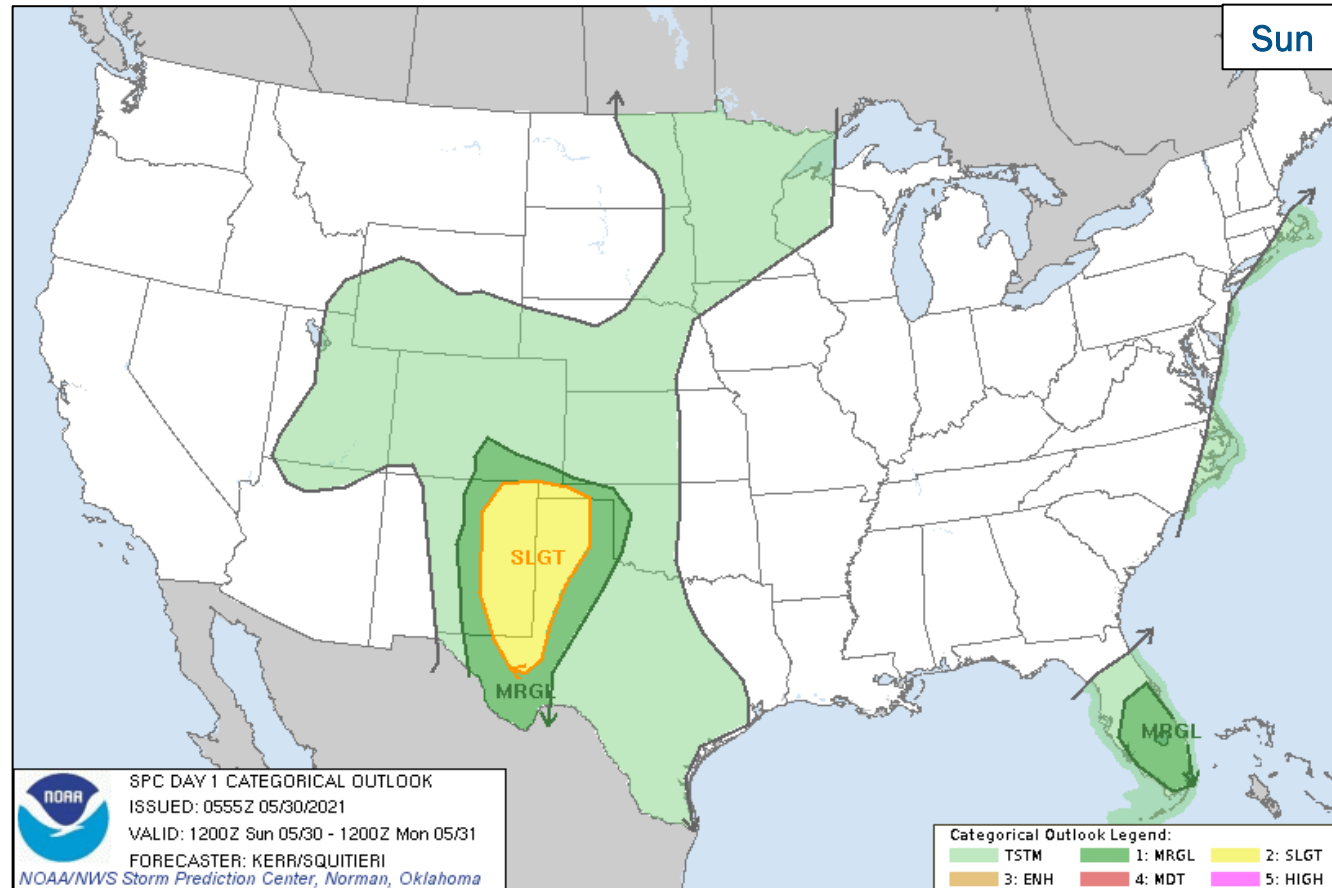 Sun
SLGT
MRGL
MRGL
NOAA
SPC DAY 1 CATEGORICAL OUTLOOK
ISSUED: 0555Z 05/30/2021
VALID: 1200Z Sun 05/30 - 1200Z Mon 05/31
FORECASTER: KERR/SQUITIERI
NOAA/NWS Storm Prediction Center, Norman, Oklahoma
Categorical Outlook Legend:
TSTM 1: MRGL 2: SLGT
3: ENH 4: MDT 5: HIGH